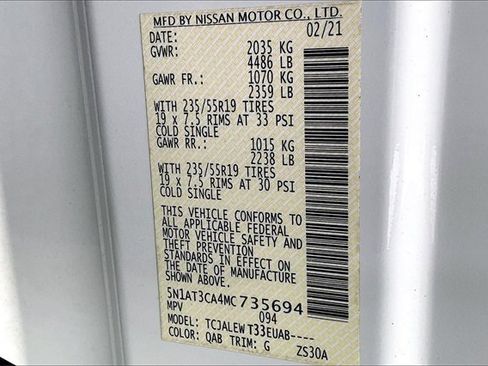 MFD BY NISSAN MOTOR CO., LTD.
DATE: 02/21
GVWR: 2035 KG
4486 LB
GAWR FR.: 1070 KG
2359 LB
WITH 235/55R19 TIRES
19 x 7.5 RIMS AT 33 PSI
COLD SINGLE
GAWR RR.: 1015 KG
2238 LB
WITH 235/55R19 TIRES
19 x 7.5 RIMS AT 30 PSI
COLD SINGLE
THIS VEHICLE CONFORMS TO
ALL APPLICABLE FEDERAL
MOTOR VEHICLE SAFETY AND
THEFT PREVENTION
STANDARDS IN EFFECT ON
THE DATE OF MANUFACTURE
SHOWN ABOVE.
5N1AT3CA4MC735694
MPV 094
MODEL: TCJALEWT33EUAB----
COLOR: QAB TRIM: G ZS30A